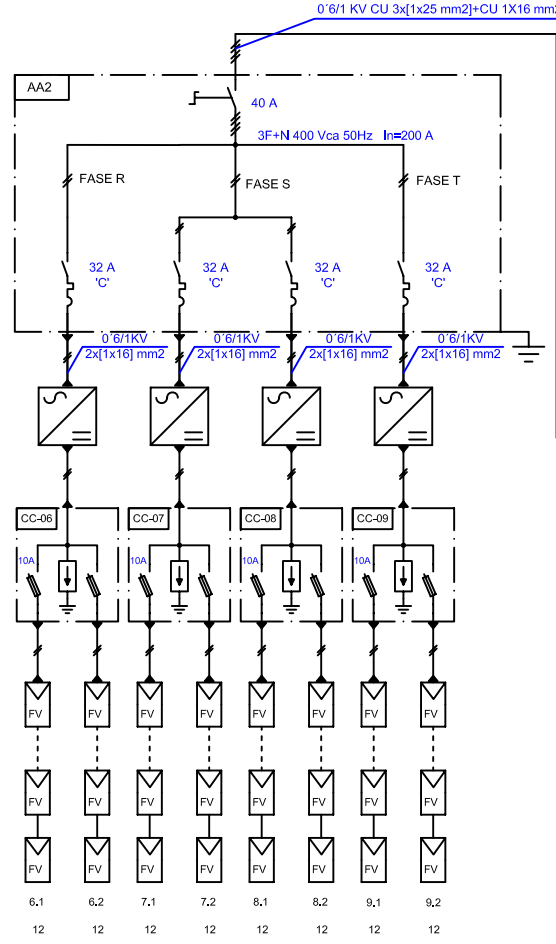 0´6/1 KV CU 3x[1x25 mm2]+CU 1X16 mm2
AA2
40 A
3F+N 400 Vca 50Hz In=200 A
FASE R
FASE S
FASE T
32 A
'C'
32 A
'C'
32 A
'C'
32 A
'C'
0´6/1KV
2x[1x16] mm2
0´6/1KV
2x[1x16] mm2
0´6/1KV
2x[1x16] mm2
0´6/1KV
2x[1x16] mm2
CC-06
CC-07
CC-08
CC-09
10A
10A
10A
10A
FV FV FV FV FV FV FV FV
FV FV FV FV FV FV FV FV
FV FV FV FV FV FV FV FV
6.1 6.2 7.1 7.2 8.1 8.2 9.1 9.2
12 12 12 12 12 12 12 12